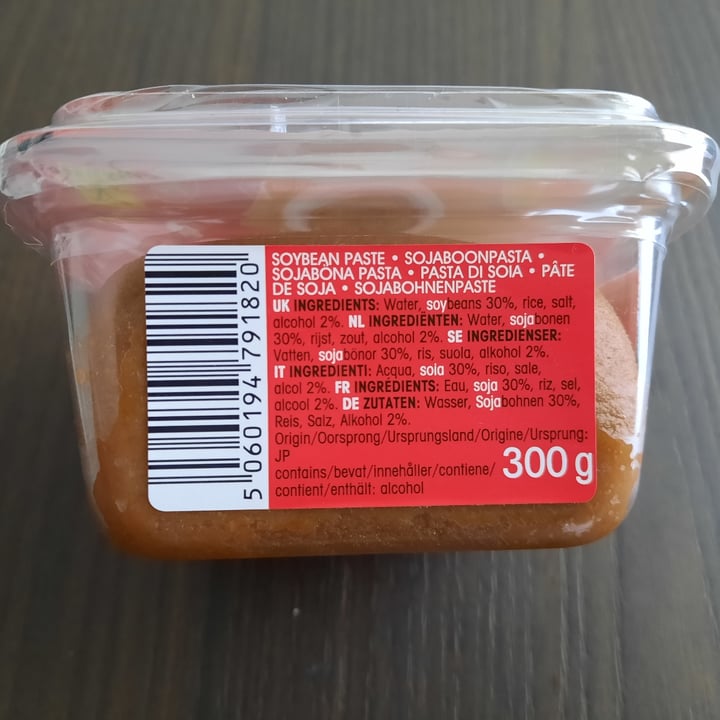 SOYBEAN PASTE • SOJABOONPASTA •
SOJABÖNA PASTA • PASTA DI SOIA • PÂTE
DE SOJA • SOJABOHNENPASTE
UK INGREDIENTS: Water, soybeans 30%, rice, salt,
alcohol 2%. NL INGREDIËNTEN: Water, sojabonen
30%, rijst, zout, alcohol 2%. SE INGREDIENSER:
Vatten, sojabönor 30%, ris, suola, alkohol 2%.
IT INGREDIENTI: Acqua, soia 30%, riso, sale,
alcol 2%. FR INGRÉDIENTS: Eau, soja 30%, riz, sel,
alcool 2%. DE ZUTATEN: Wasser, Sojabohnen 30%,
Reis, Salz, Alkohol 2%.
Origin/Oorsprong/Ursprungsland/Origine/Ursprung:
JP
contains/bevat/innehåller/contiene/
contient/enthält: alcohol
300 g
5 060194 791820